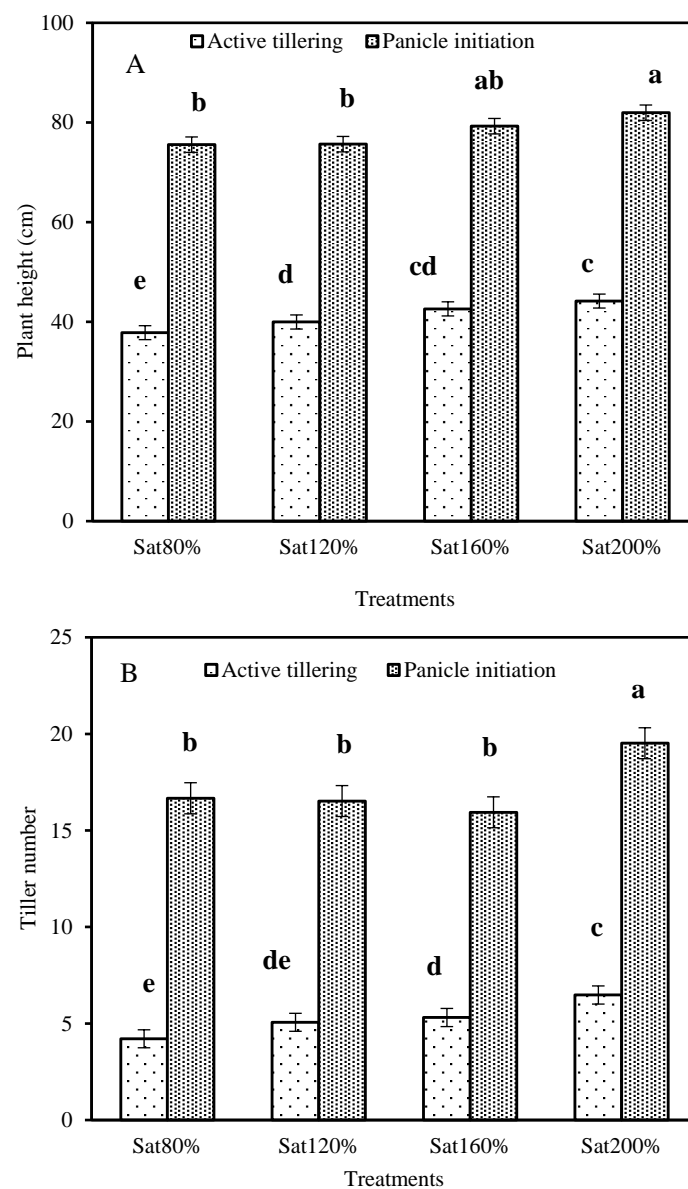 100
Active tillering Panicle initiation
A
a
ab
b b
80
Plant height (cm)
60
c
cd
d
e
40
20
0
Sat80% Sat120% Sat160% Sat200%
Treatments
25
B
Active tillering Panicle initiation
a
20
b b b
Tiller number
15
10
c
de d
e
5
0
Sat80% Sat120% Sat160% Sat200%
Treatments